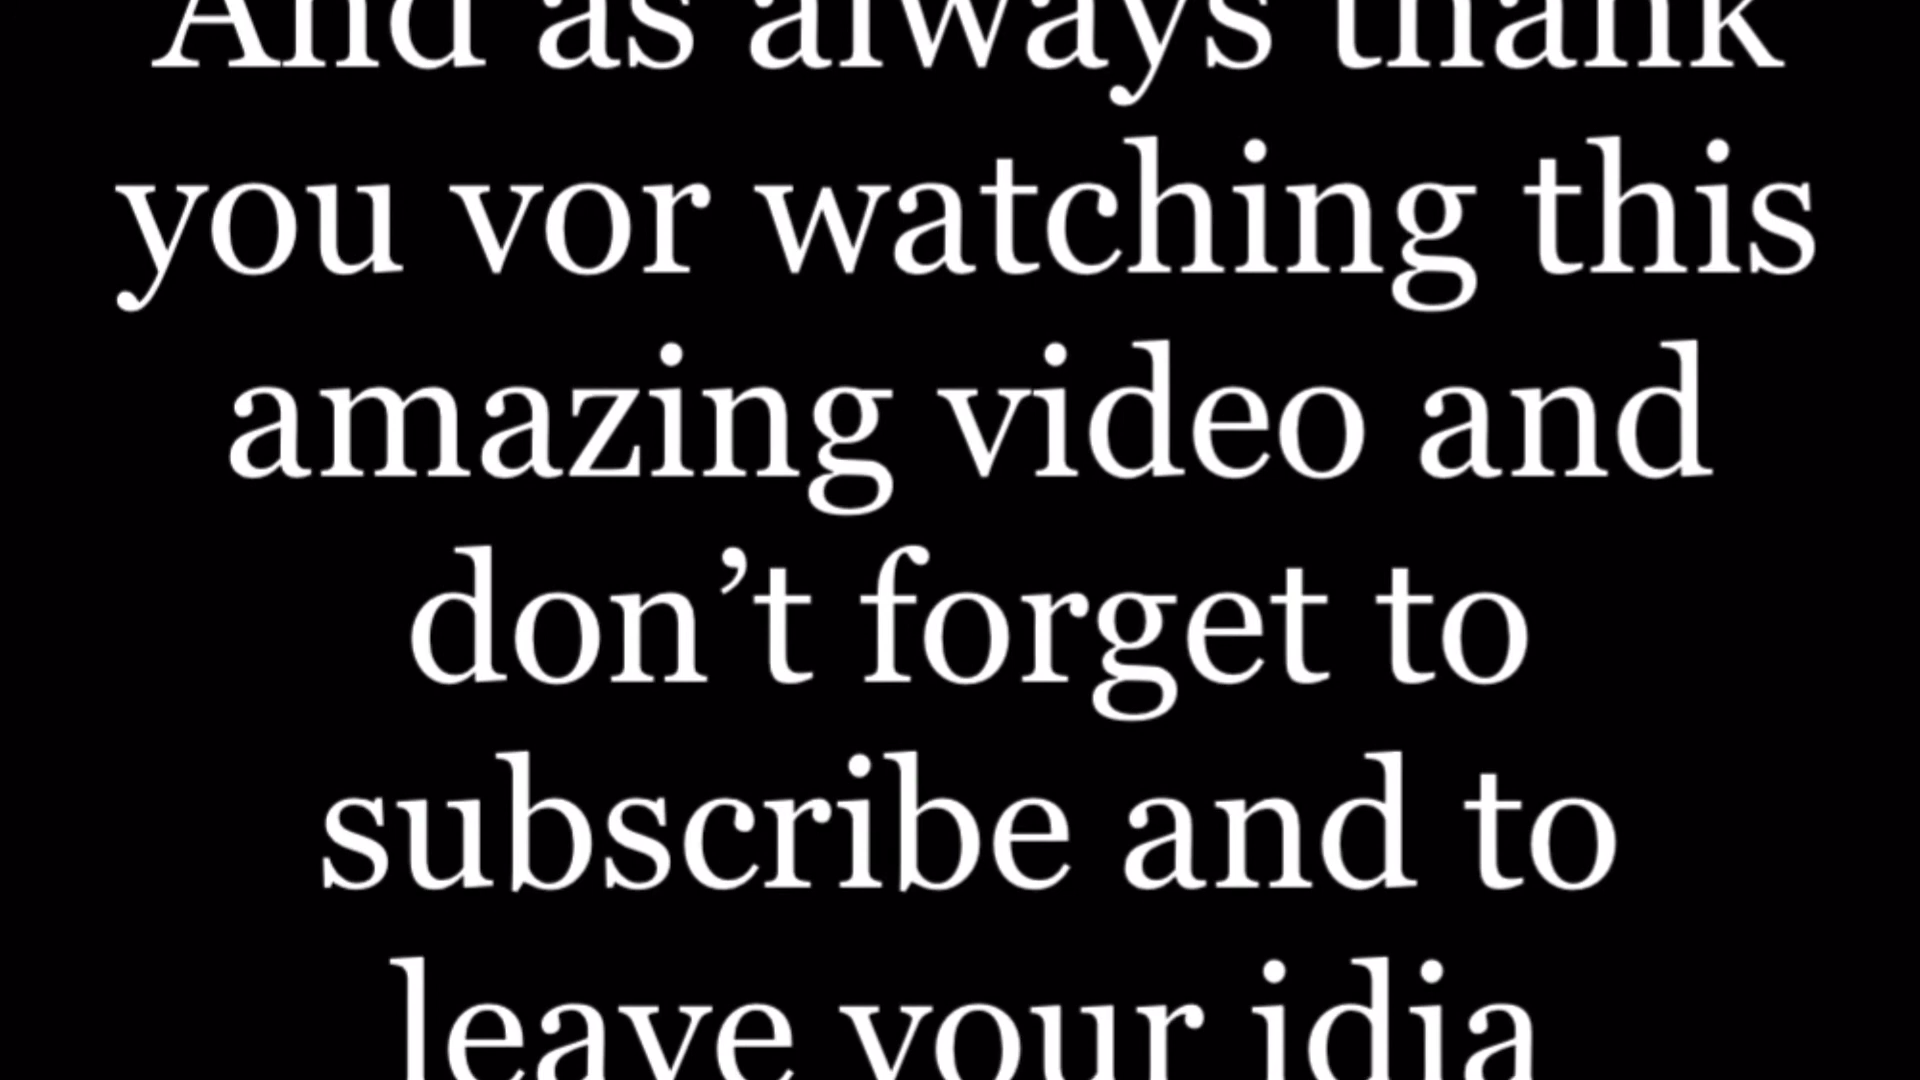 And as always thank
you vor watching this
amazing video and
don’t forget to
subscribe and to
leave your idia